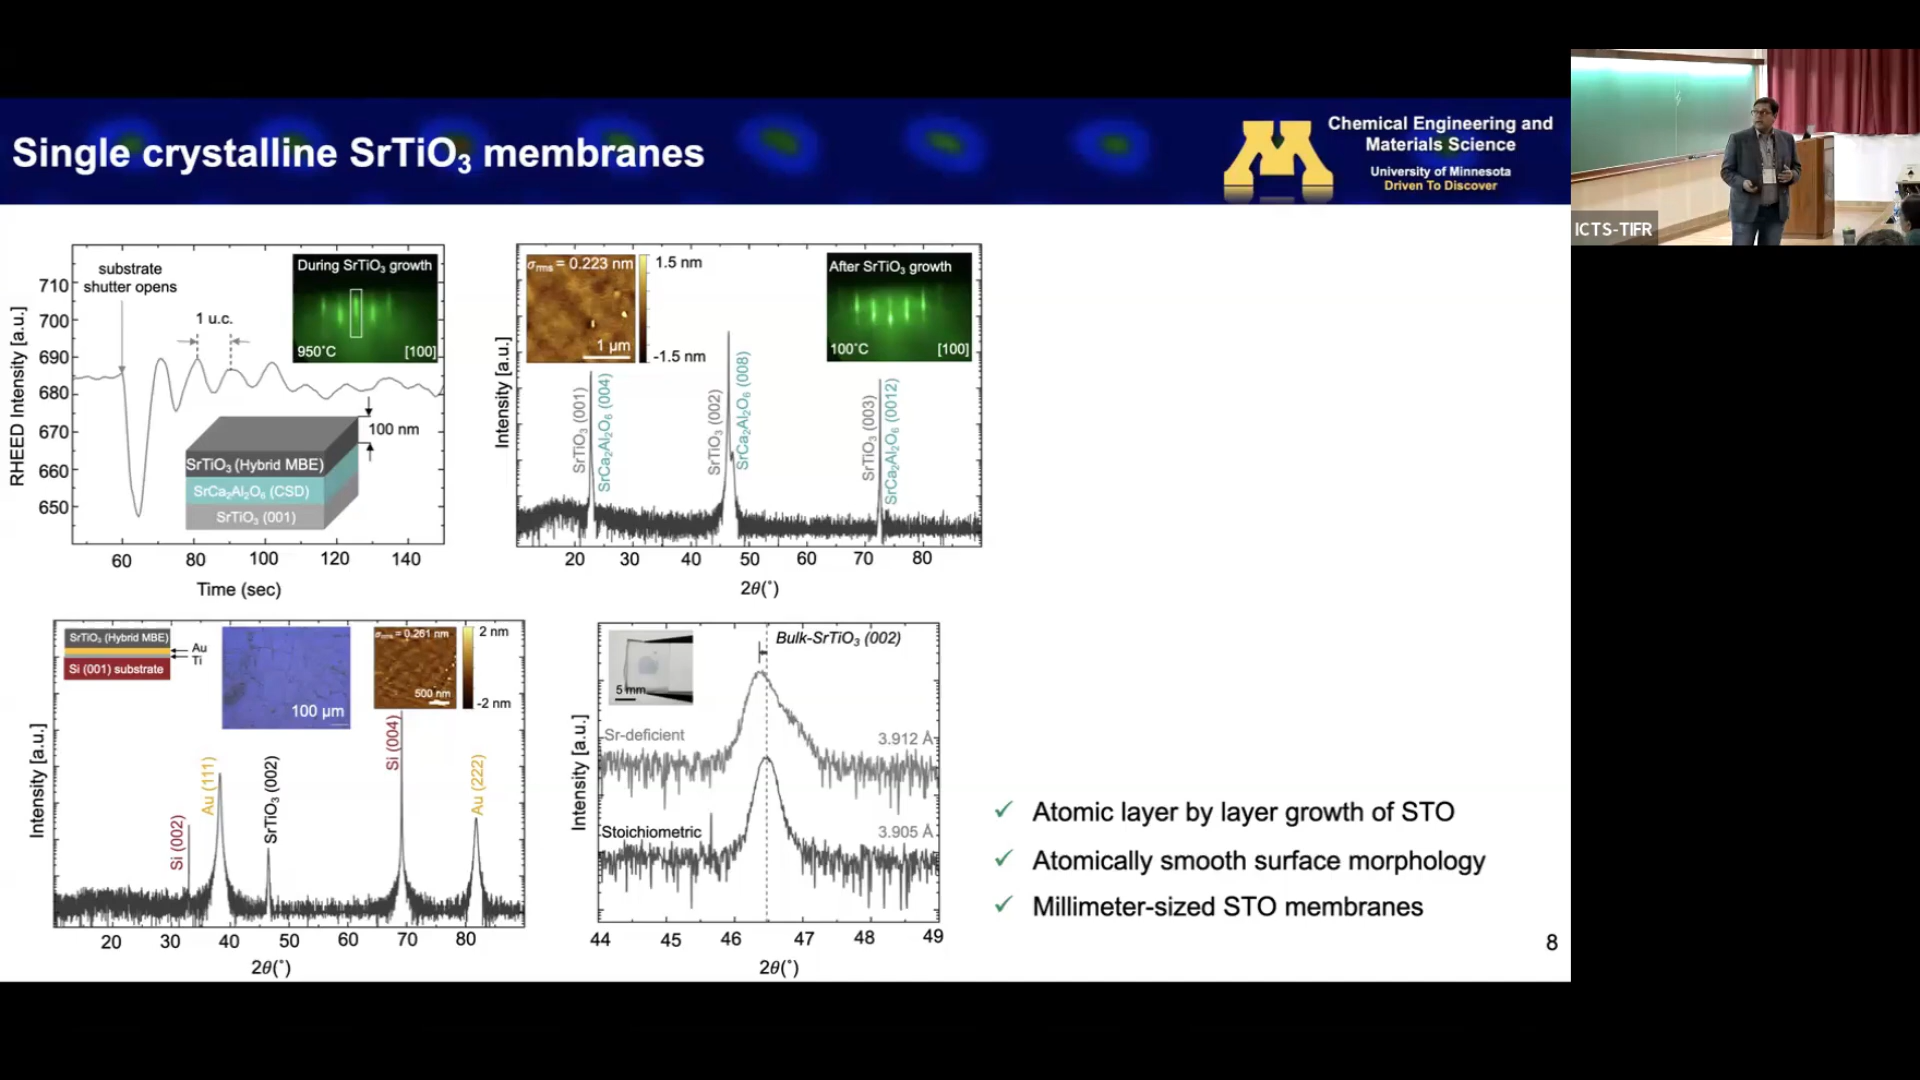 Single crystalline SrTiO₃ membranes
Chemical Engineering and
Materials Science
University of Minnesota
Driven To Discover
ICTS-TIFR
RHEED Intensity [a.u.]
710
700
690
680
670
660
650
substrate
shutter opens
1 u.c.
During SrTiO₃ growth
950°C [100]
100 nm
SrTiO₃ (Hybrid MBE)
SrCa₂Al₂O₆ (CSD)
SrTiO₃ (001)
60 80 100 120 140
Time (sec)
Intensity [a.u.]
σrms = 0.223 nm
1 µm
1.5 nm
-1.5 nm
After SrTiO₃ growth
100°C [100]
SrTiO₃ (001)
SrCa₂Al₂O₆ (004)
SrTiO₃ (002)
SrCa₂Al₂O₆ (008)
SrTiO₃ (003)
SrCa₂Al₂O₆ (0012)
20 30 40 50 60 70 80
2θ(°)
Intensity [a.u.]
SrTiO₃ (Hybrid MBE)
Au
Ti
Si (001) substrate
100 µm
σrms = 0.261 nm
500 nm
2 nm
-2 nm
Si (002)
Au (111)
SrTiO₃ (002)
Si (004)
Au (222)
20 30 40 50 60 70 80
2θ(°)
Intensity [a.u.]
5 mm
Bulk-SrTiO₃ (002)
Sr-deficient
3.912 Å
Stoichiometric
3.905 Å
44 45 46 47 48 49
2θ(°)
✓ Atomic layer by layer growth of STO
✓ Atomically smooth surface morphology
✓ Millimeter-sized STO membranes
8